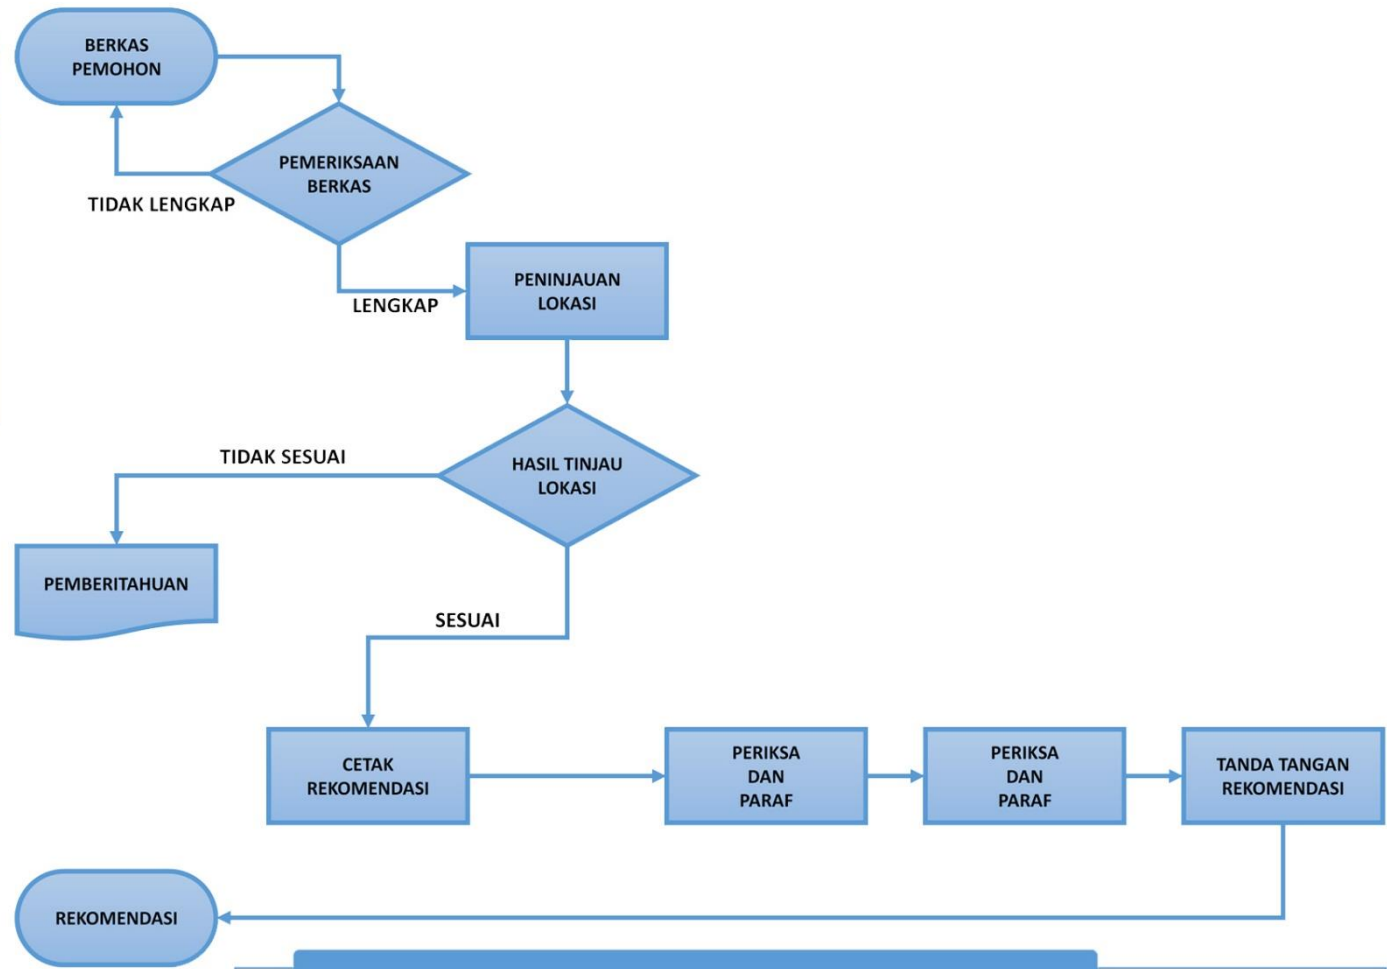 BERKAS
PEMOHON
PEMERIKSAAN
BERKAS
TIDAK LENGKAP
LENGKAP
PENINJAUAN
LOKASI
TIDAK SESUAI
HASIL TINJAU
LOKASI
PEMBERITAHUAN
SESUAI
CETAK
REKOMENDASI
PERIKSA
DAN
PARAF
PERIKSA
DAN
PARAF
TANDA TANGAN
REKOMENDASI
REKOMENDASI